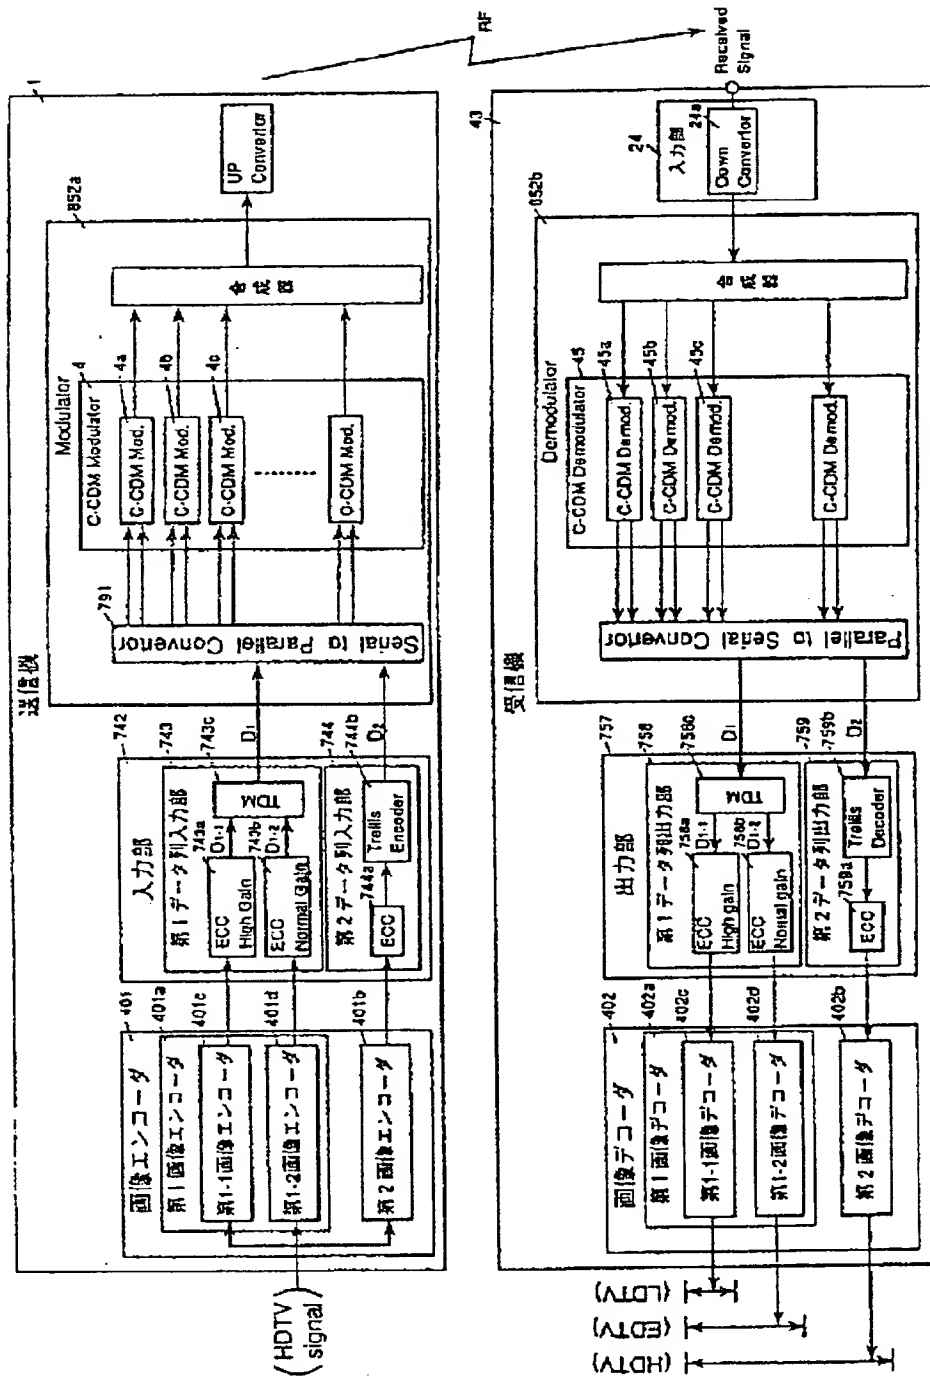 送信機
1
(HDTV signal)
画像エンコーダ
401
第1画像エンコーダ
401a
第1-1画像エンコーダ
401c
第1-2画像エンコーダ
401d
第2画像エンコーダ
401b
入力部
742
第1データ列入力部
743
743a
ECC
High Gain
D1-1
743b
ECC
Normal Gain
D1-2
TDM
743c
第2データ列入力部
744
744a
ECC
Trellis
Encoder
744b
D1
D2
Modulator
852a
Serial to Parallel Convertor
791
C-CDM Modulator
4
C-CDM Mod.
4a
C-CDM Mod.
4b
C-CDM Mod.
4c
C-CDM Mod.
合成器
UP
Convertor
RF
受信機
43
Received
Signal
24
入力部
24a
Down
Convertor
Demodulator
852b
合成器
C-CDM Demodulator
45
C-CDM Demod.
45a
C-CDM Demod.
45b
C-CDM Demod.
45c
C-CDM Demod.
Parallel to Serial Convertor
D1
D2
出力部
757
第1データ列出力部
758
758a
ECC
High gain
D1-1
758b
ECC
Normal gain
D1-2
TDM
758c
第2データ列出力部
759
759a
ECC
Trellis
Decoder
759b
画像デコーダ
402
第1画像デコーダ
402a
第1-1画像デコーダ
402c
第1-2画像デコーダ
402d
第2画像デコーダ
402b
(LDTV)
(EDTV)
(HDTV)